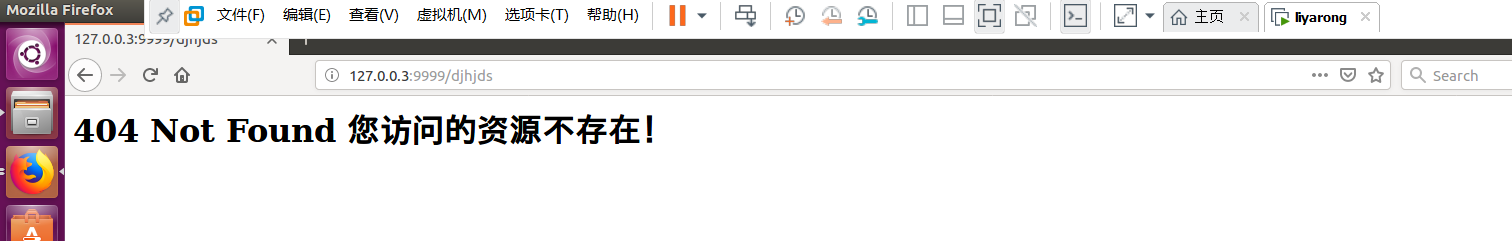 Mozilla Firefox
文件(F) 编辑(E) 查看(V) 虚拟机(M) 选项卡(T) 帮助(H) 主页 liyarong
127.0.0.3:9999/djhjds
127.0.0.3:9999/djhjds Search
404 Not Found 您访问的资源不存在！